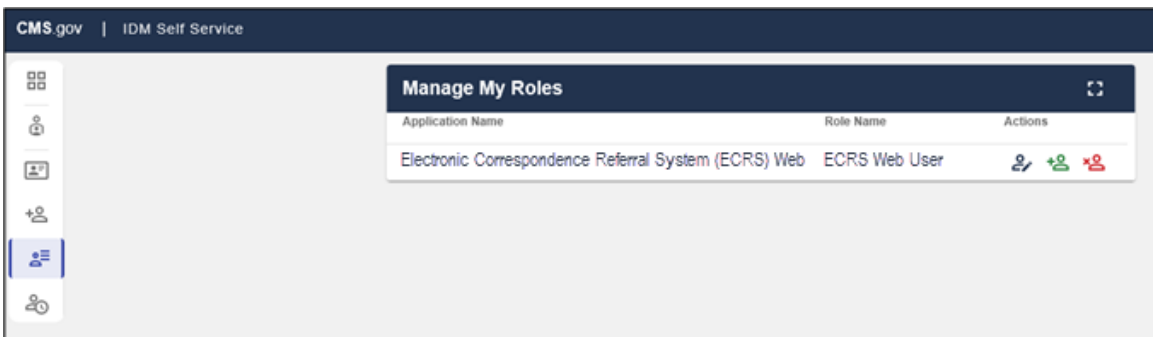 CMS.gov | IDM Self Service
Manage My Roles
Application Name Role Name Actions
Electronic Correspondence Referral System (ECRS) Web ECRS Web User